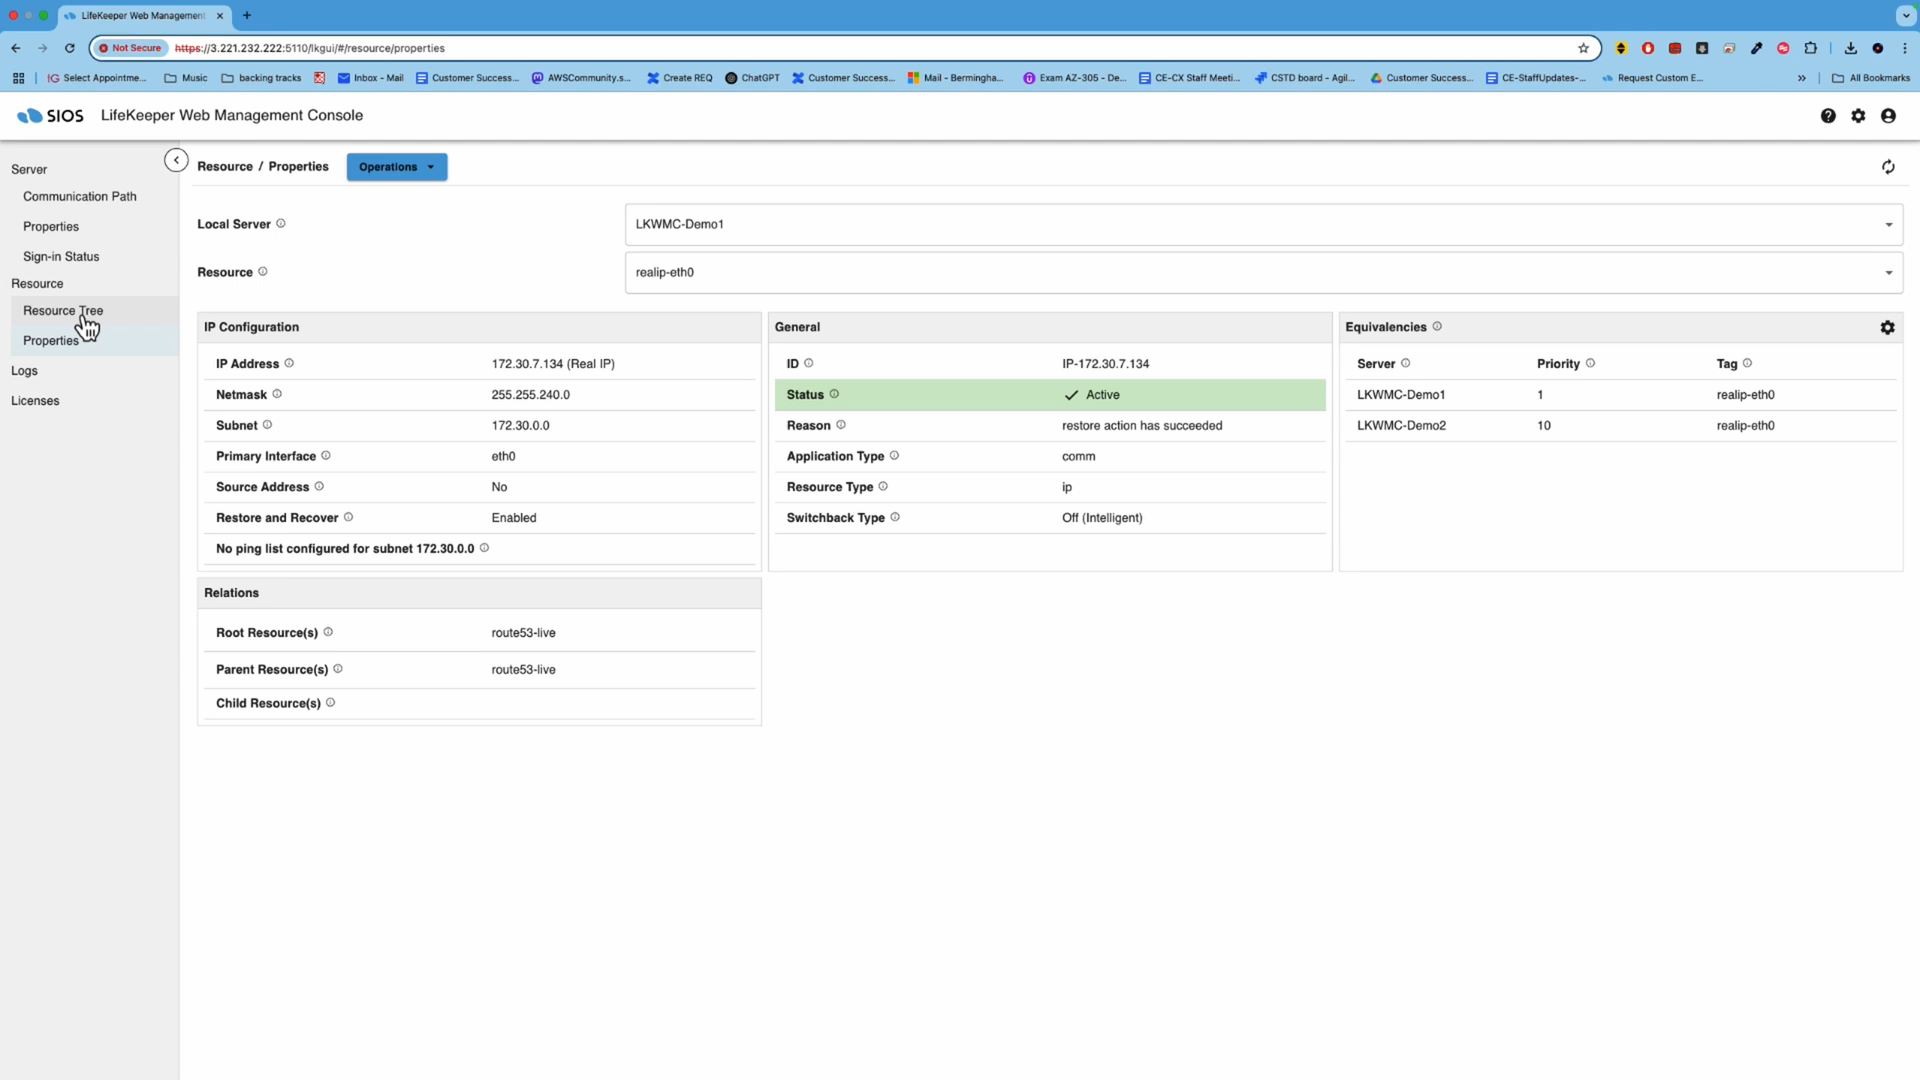 LifeKeeper Web Management
Not Secure https://3.221.232.222:5110/lkgui/#/resource/properties
Select Appointme...
Music
backing tracks
Inbox - Mail
Customer Success...
AWSCommunity.s...
Create REQ
ChatGPT
Customer Success...
Mail - Bermingha...
Exam AZ-305 - De...
CE-CX Staff Meeti...
CSTD board - Agil...
Customer Success...
CE-StaffUpdates-...
Request Custom E...
All Bookmarks
SIOS LifeKeeper Web Management Console
Server
Communication Path
Properties
Sign-in Status
Resource
Resource Tree
Properties
Logs
Licenses
Resource / Properties
Operations
Local Server
LKWMC-Demo1
Resource
realip-eth0
IP Configuration
IP Address 172.30.7.134 (Real IP)
Netmask 255.255.240.0
Subnet 172.30.0.0
Primary Interface eth0
Source Address No
Restore and Recover Enabled
No ping list configured for subnet 172.30.0.0
General
ID IP-172.30.7.134
Status Active
Reason restore action has succeeded
Application Type comm
Resource Type ip
Switchback Type Off (Intelligent)
Equivalencies
Server Priority Tag
LKWMC-Demo1 1 realip-eth0
LKWMC-Demo2 10 realip-eth0
Relations
Root Resource(s) route53-live
Parent Resource(s) route53-live
Child Resource(s)